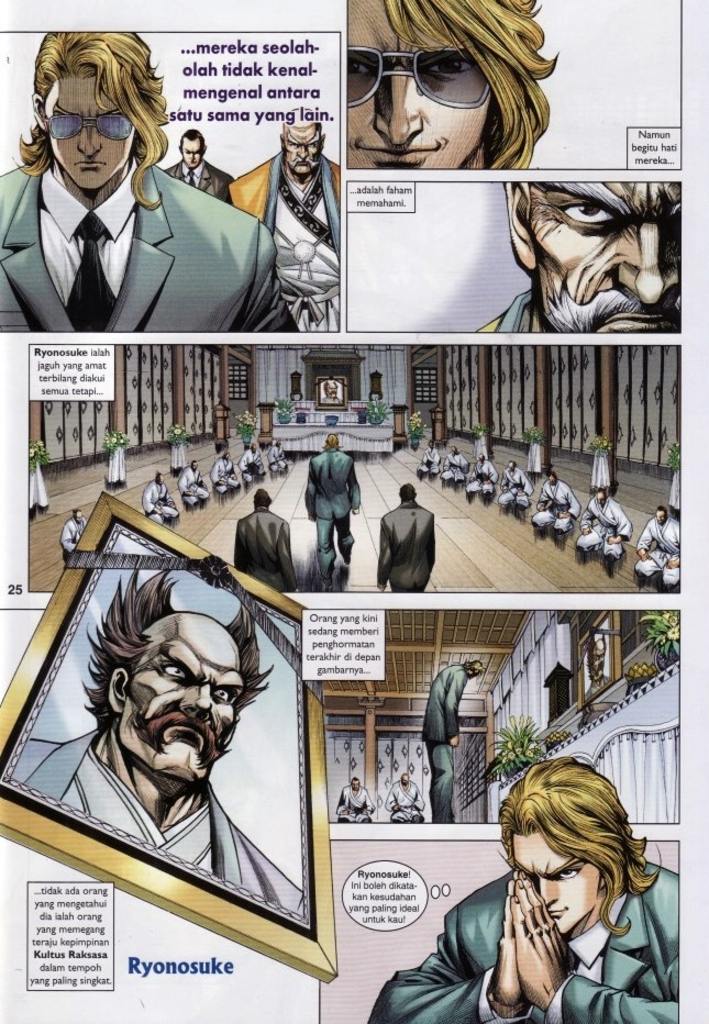 ...mereka seolah-
olah tidak kenal-
mengenal antara
satu sama yang lain.
Namun
begitu hati
mereka...
...adalah faham
memahami.
Ryonosuke ialah
jaguh yang amat
terbilang diakui
semua tetapi...
25
Orang yang kini
sedang memberi
penghormatan
terakhir di depan
gambarnya...
...tidak ada orang
yang mengetahui
dia ialah orang
yang memegang
teraju kepimpinan
Kultus Raksasa
dalam tempoh
yang paling singkat.
Ryonosuke
Ryonosuke!
Ini boleh dikata-
kan kesudahan
yang paling ideal
untuk kau!